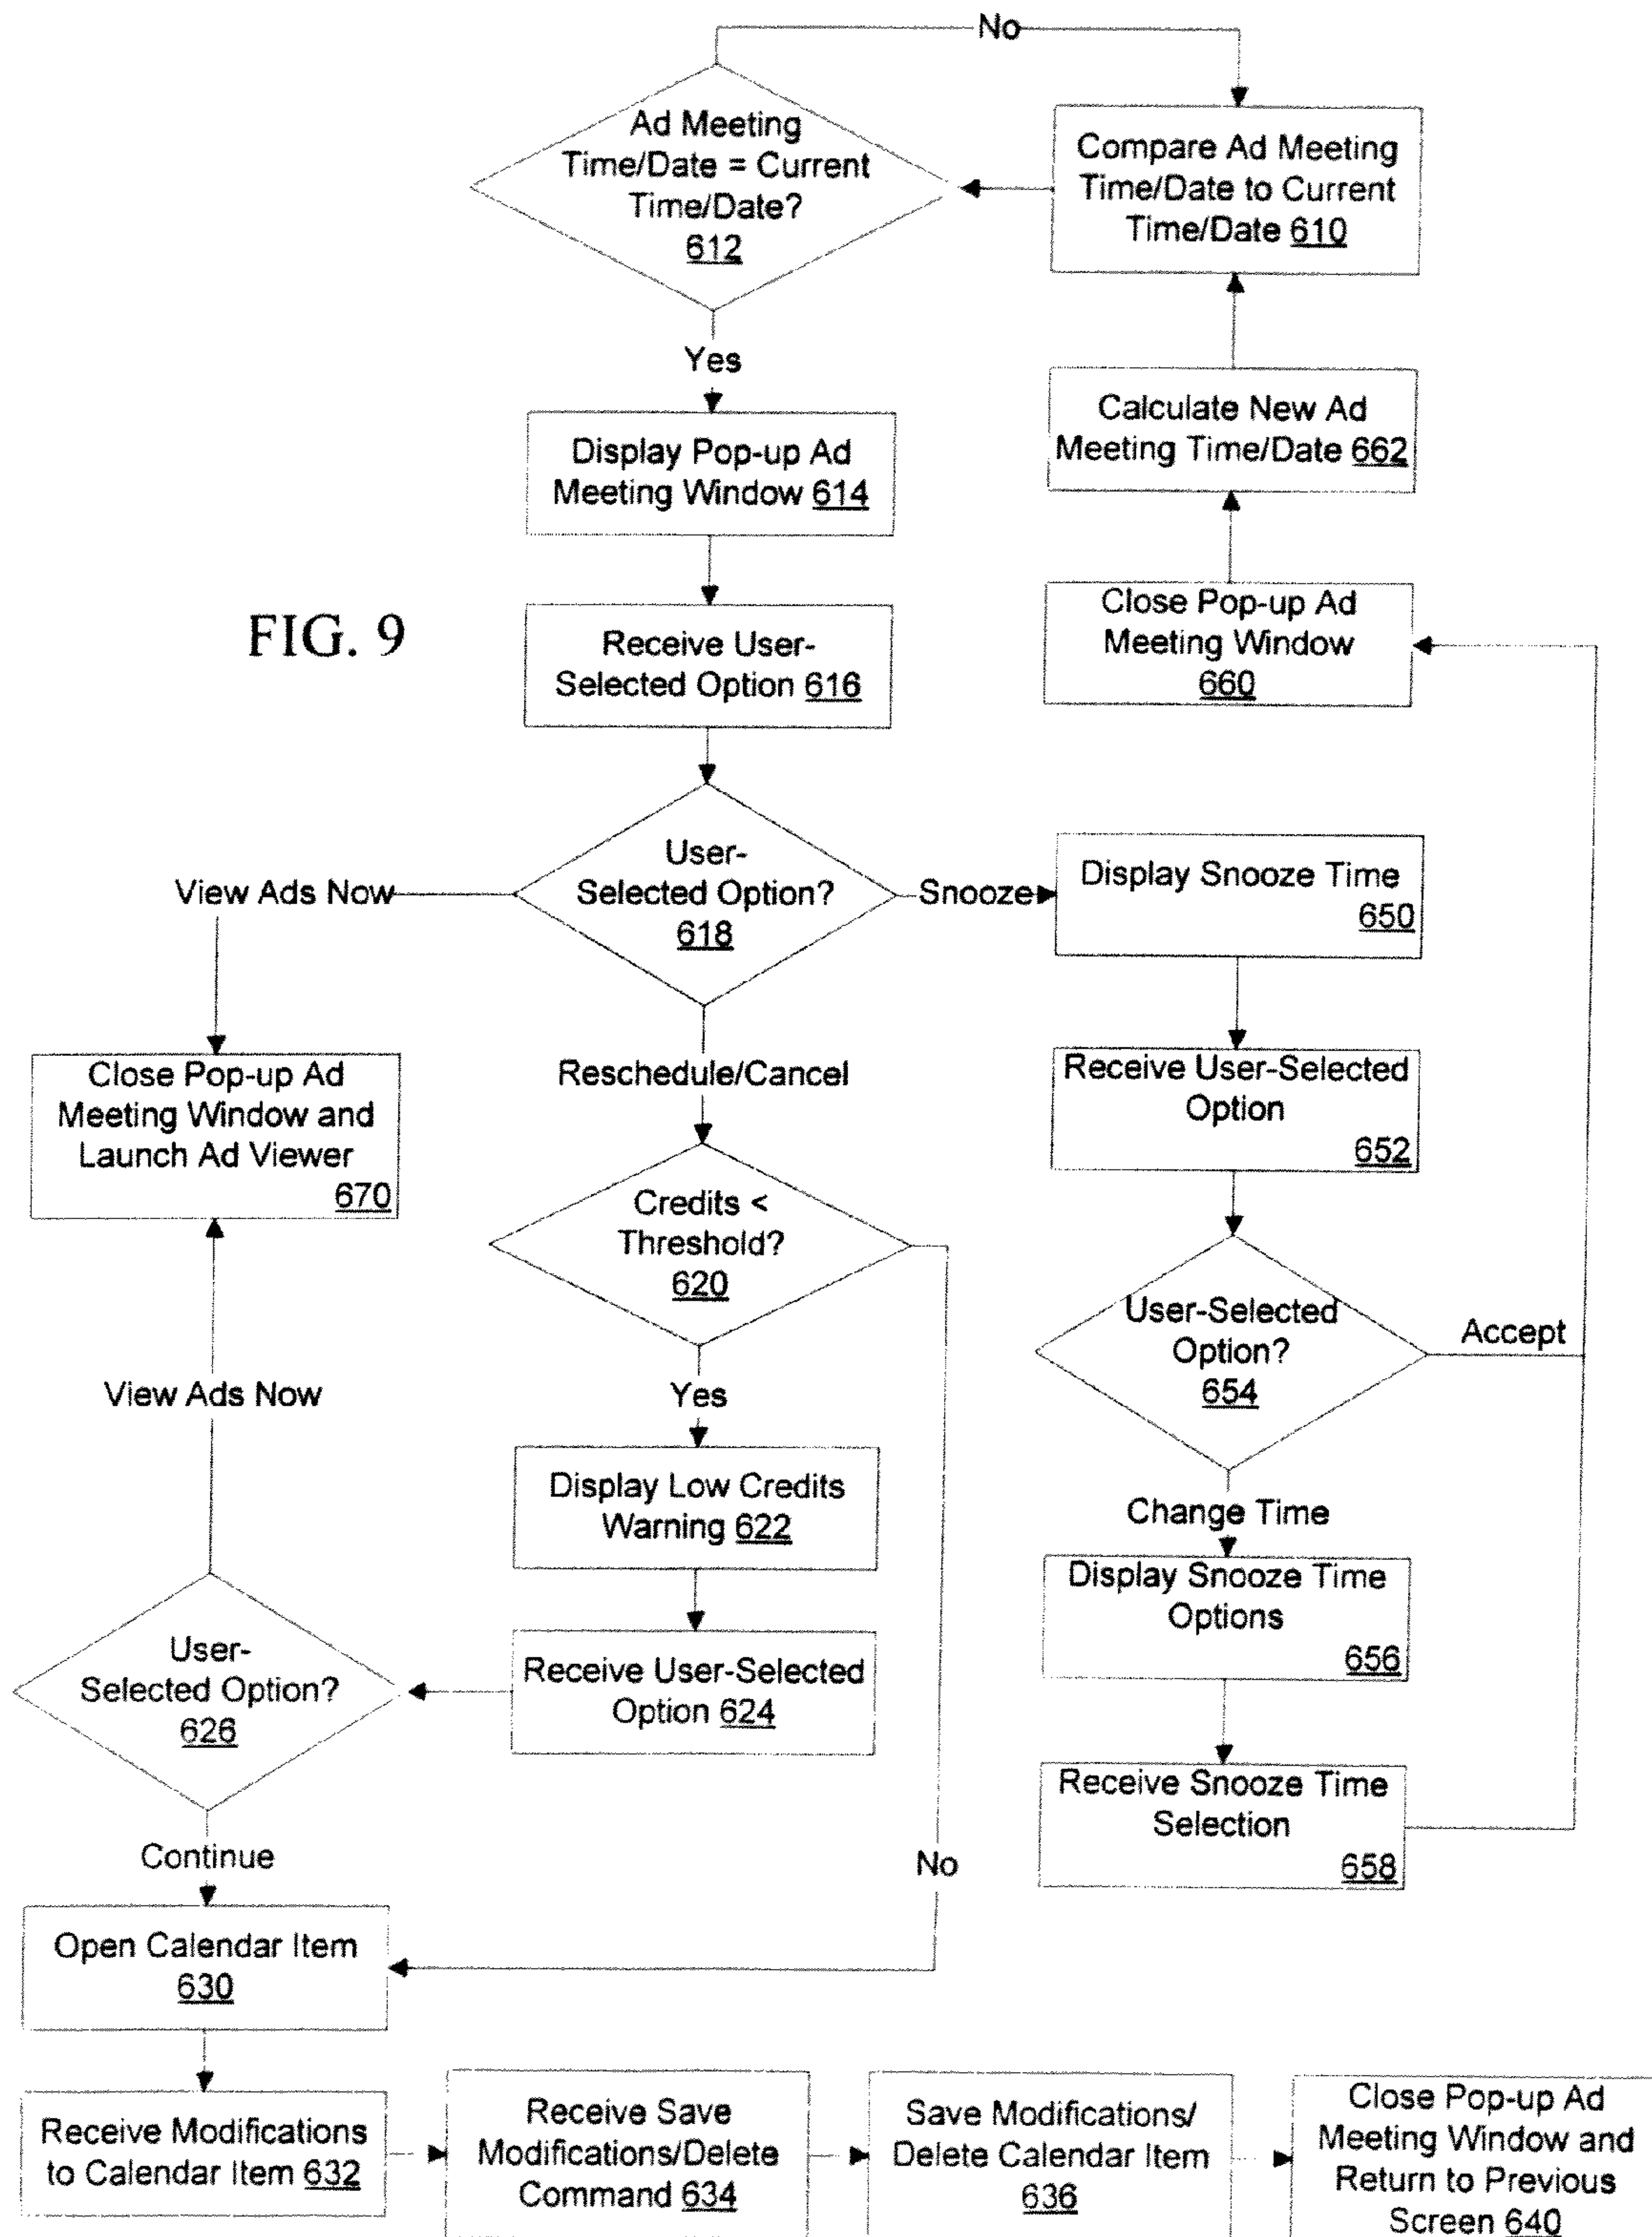 No
Ad Meeting
Time/Date = Current
Time/Date?
612
Compare Ad Meeting
Time/Date to Current
Time/Date 610
Yes
Calculate New Ad
Meeting Time/Date 662
Display Pop-up Ad
Meeting Window 614
Close Pop-up Ad
Meeting Window
660
FIG. 9
Receive User-
Selected Option 616
User-
Selected Option?
618
View Ads Now
Snooze
Display Snooze Time
650
Reschedule/Cancel
Close Pop-up Ad
Meeting Window and
Launch Ad Viewer
670
Receive User-Selected
Option
652
Credits <
Threshold?
620
User-Selected
Option?
654
Accept
View Ads Now
Yes
Display Low Credits
Warning 622
Change Time
Display Snooze Time
Options
656
User-
Selected Option?
626
Receive User-Selected
Option 624
Receive Snooze Time
Selection
658
Continue
No
Open Calendar Item
630
Receive Modifications
to Calendar Item 632
Receive Save
Modifications/Delete
Command 634
Save Modifications/
Delete Calendar Item
636
Close Pop-up Ad
Meeting Window and
Return to Previous
Screen 640